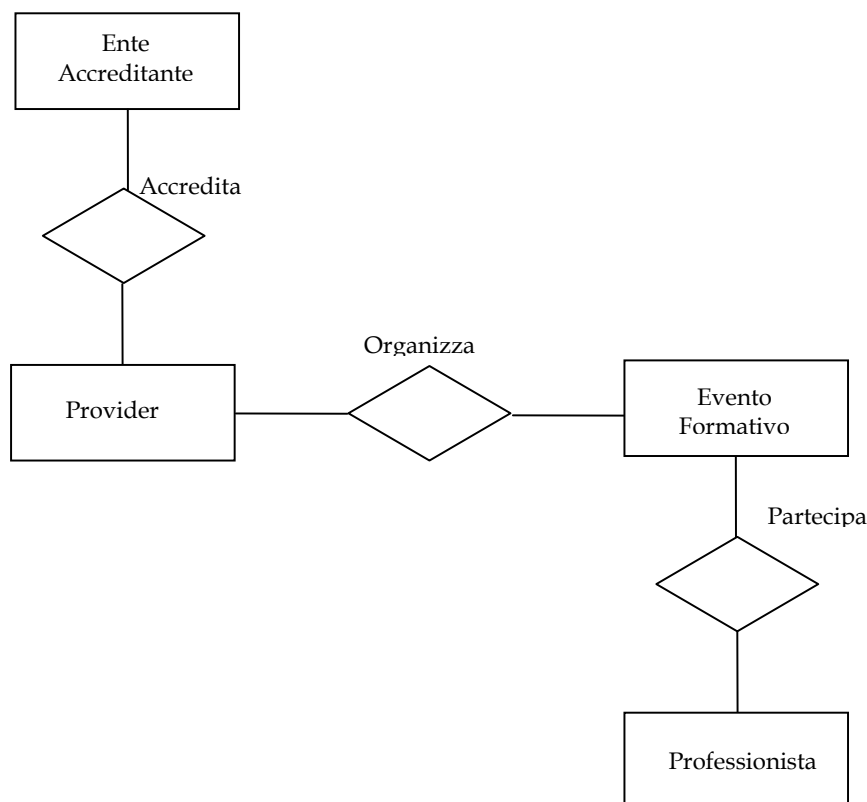 Ente
Accreditante
Accredita
Organizza
Provider
Evento
Formativo
Partecipa
Professionista